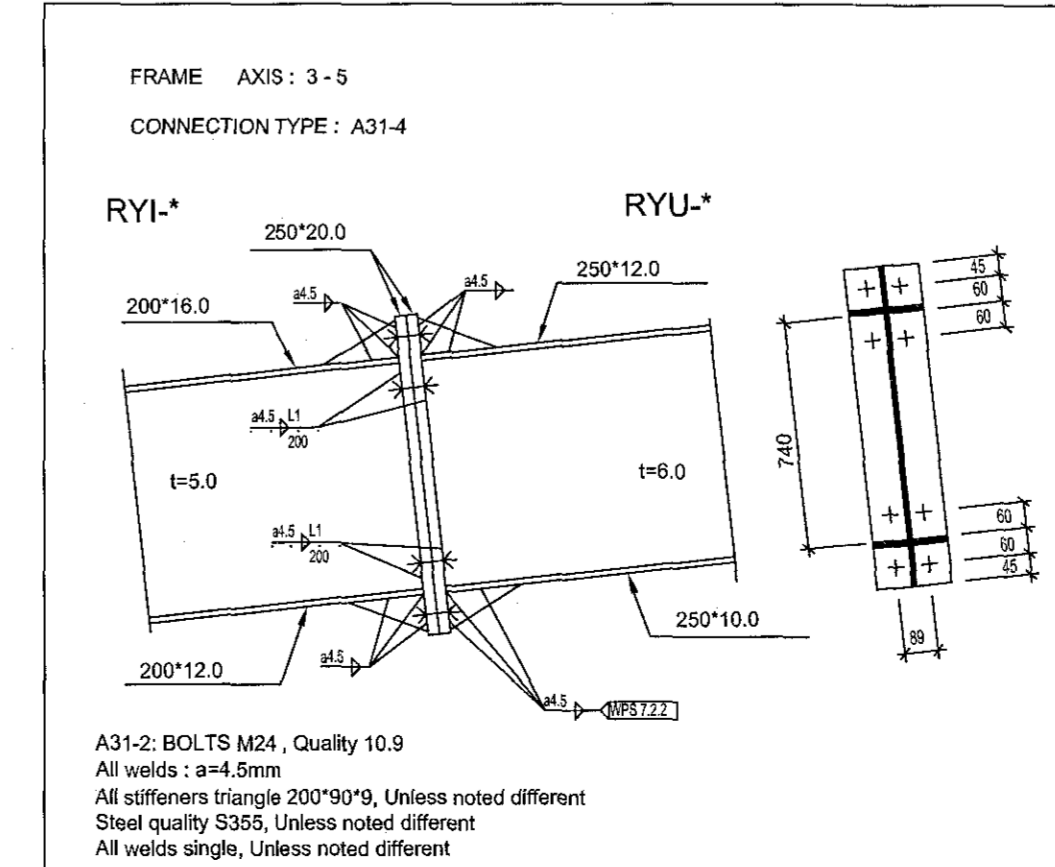 FRAME AXIS : 3 - 5
CONNECTION TYPE : A31-4
RYI-*
RYU-*
250*20.0
250*12.0
200*16.0
a4.5
a4.5
45
60
60
a4.5 L1
200
740
t=5.0
t=6.0
a4.5 L1
200
60
60
45
250*10.0
89
200*12.0
a4.5
a4.5
WPS 7.2.2
A31-2: BOLTS M24 , Quality 10.9
All welds : a=4.5mm
All stiffeners triangle 200*90*9, Unless noted different
Steel quality S355, Unless noted different
All welds single, Unless noted different